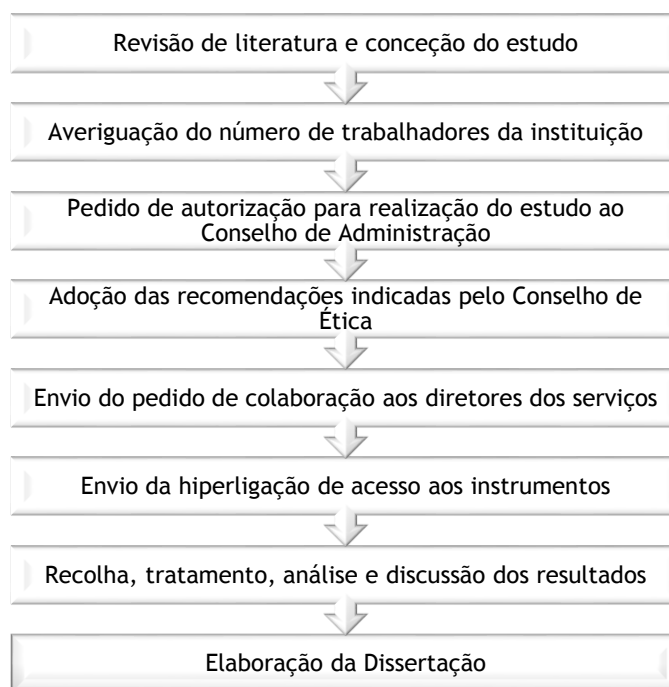 Revisão de literatura e conceção do estudo
Averiguação do número de trabalhadores da instituição
Pedido de autorização para realização do estudo ao
Conselho de Administração
Adoção das recomendações indicadas pelo Conselho de
Ética
Envio do pedido de colaboração aos diretores dos serviços
Envio da hiperligação de acesso aos instrumentos
Recolha, tratamento, análise e discussão dos resultados
Elaboração da Dissertação